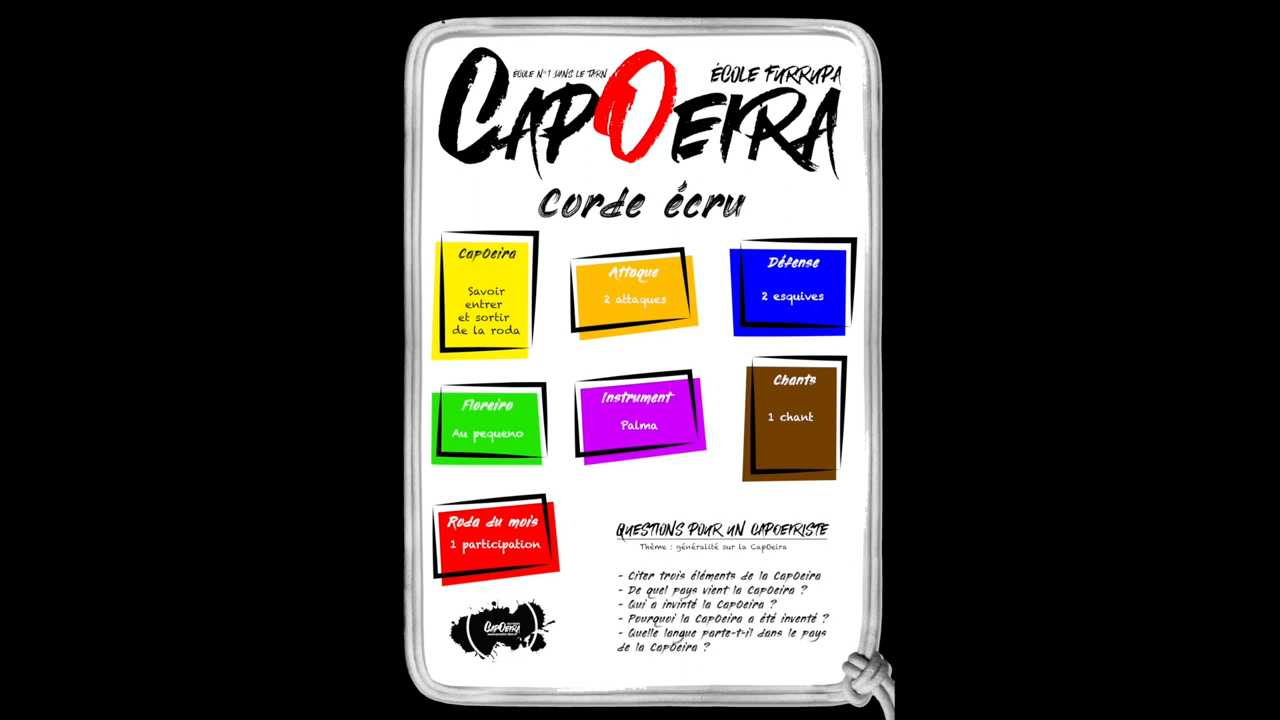 ÉCOLE N°1 DANS LE TARN
ÉCOLE FURRUPA
CAPOEIRA
Corde écru
CapOeira
Savoir
entrer
et sortir
de la roda
Attaque
2 attaques
Défense
2 esquives
Floreiro
Au pequeno
Instrument
Palma
Chants
1 chant
Roda du mois
1 participation
QUESTIONS POUR UN CAPOEIRISTE
Thème : généralité sur la CapOeira
- Citer trois éléments de la CapOeira
- De quel pays vient la CapOeira ?
- Qui a invinté la CapOeira ?
- Pourquoi la CapOeira a été inventé ?
- Quelle langue parte-t-il dans le pays
de la CapOeira ?
CAPOEIRA